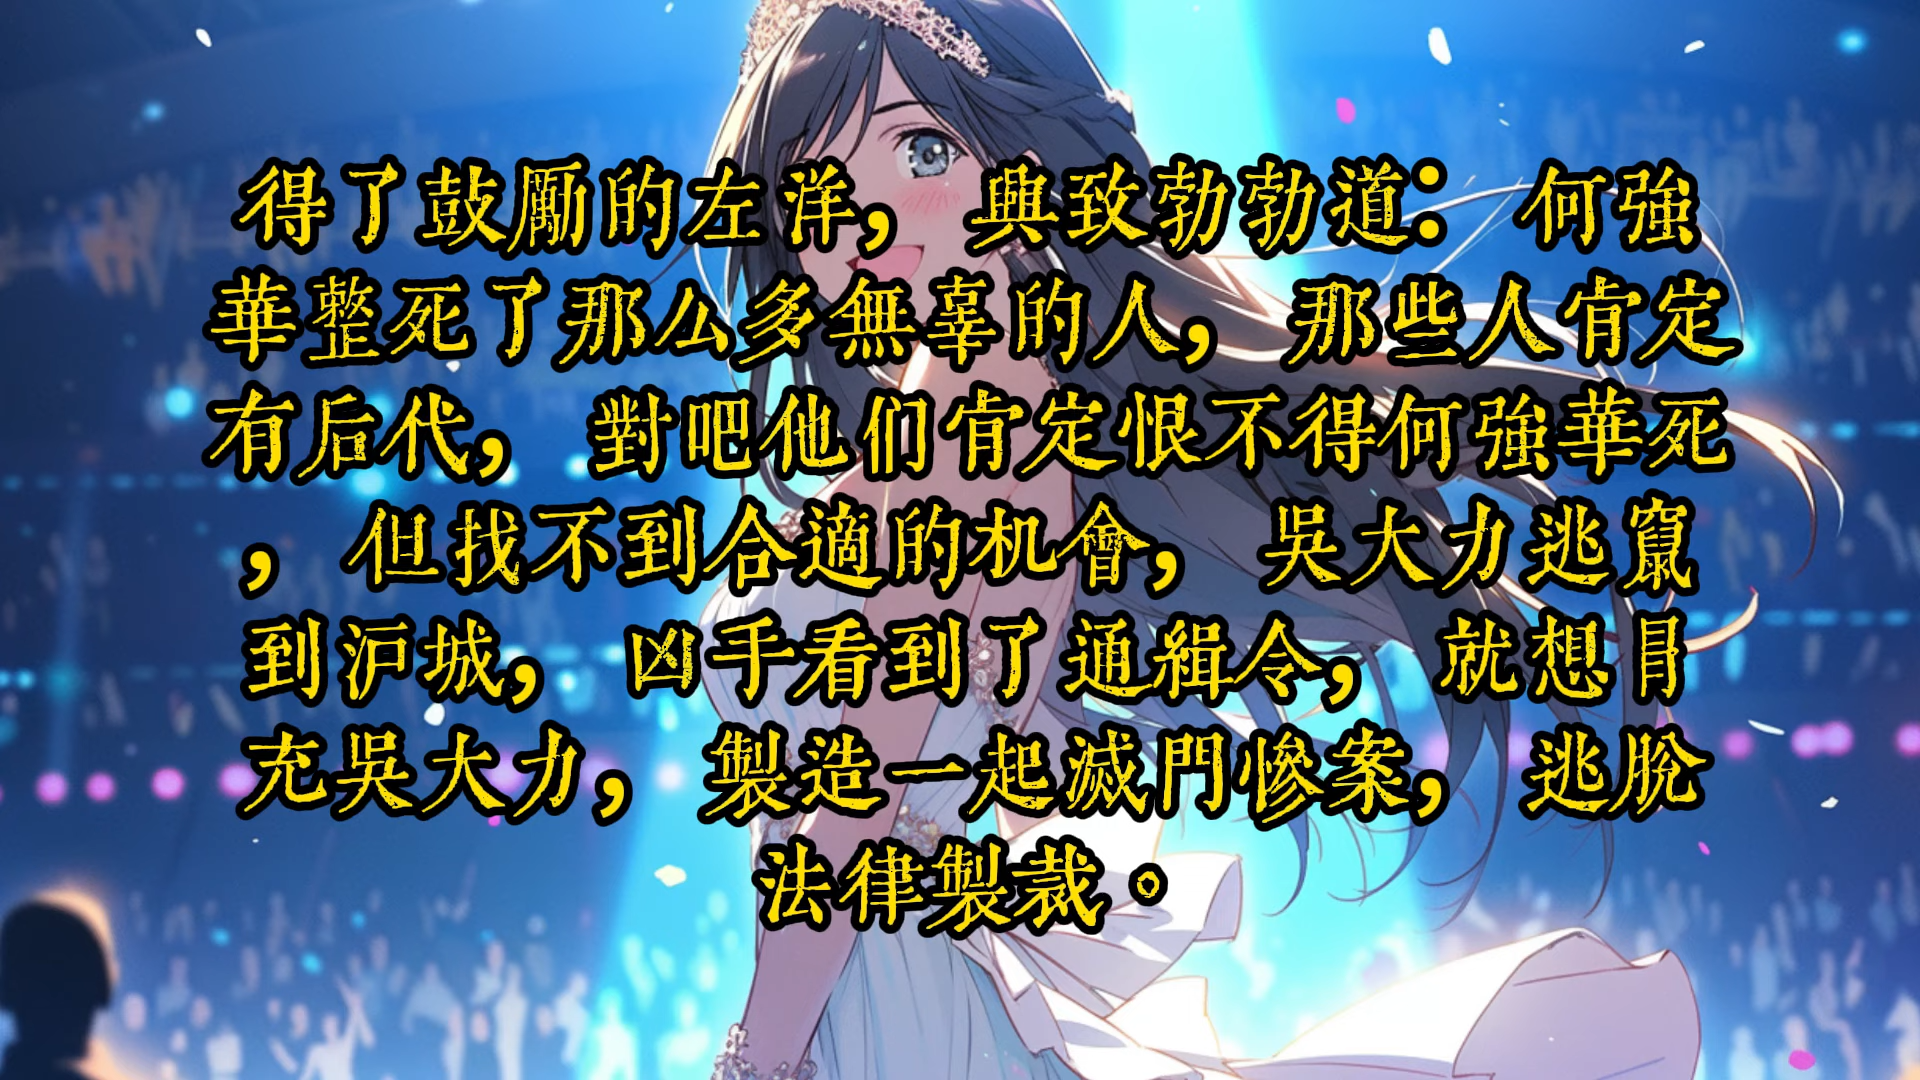 得了鼓勵的左洋， 興致勃勃道： 何強
華整死了那么多無辜的人， 那些人肯定
有后代， 對吧他们肯定恨不得何強華死
， 但找不到合適的机會， 吳大力逃竄
到沪城， 凶手看到了通緝令， 就想冒
充吳大力， 製造一起滅門慘案， 逃脫
法律製裁。